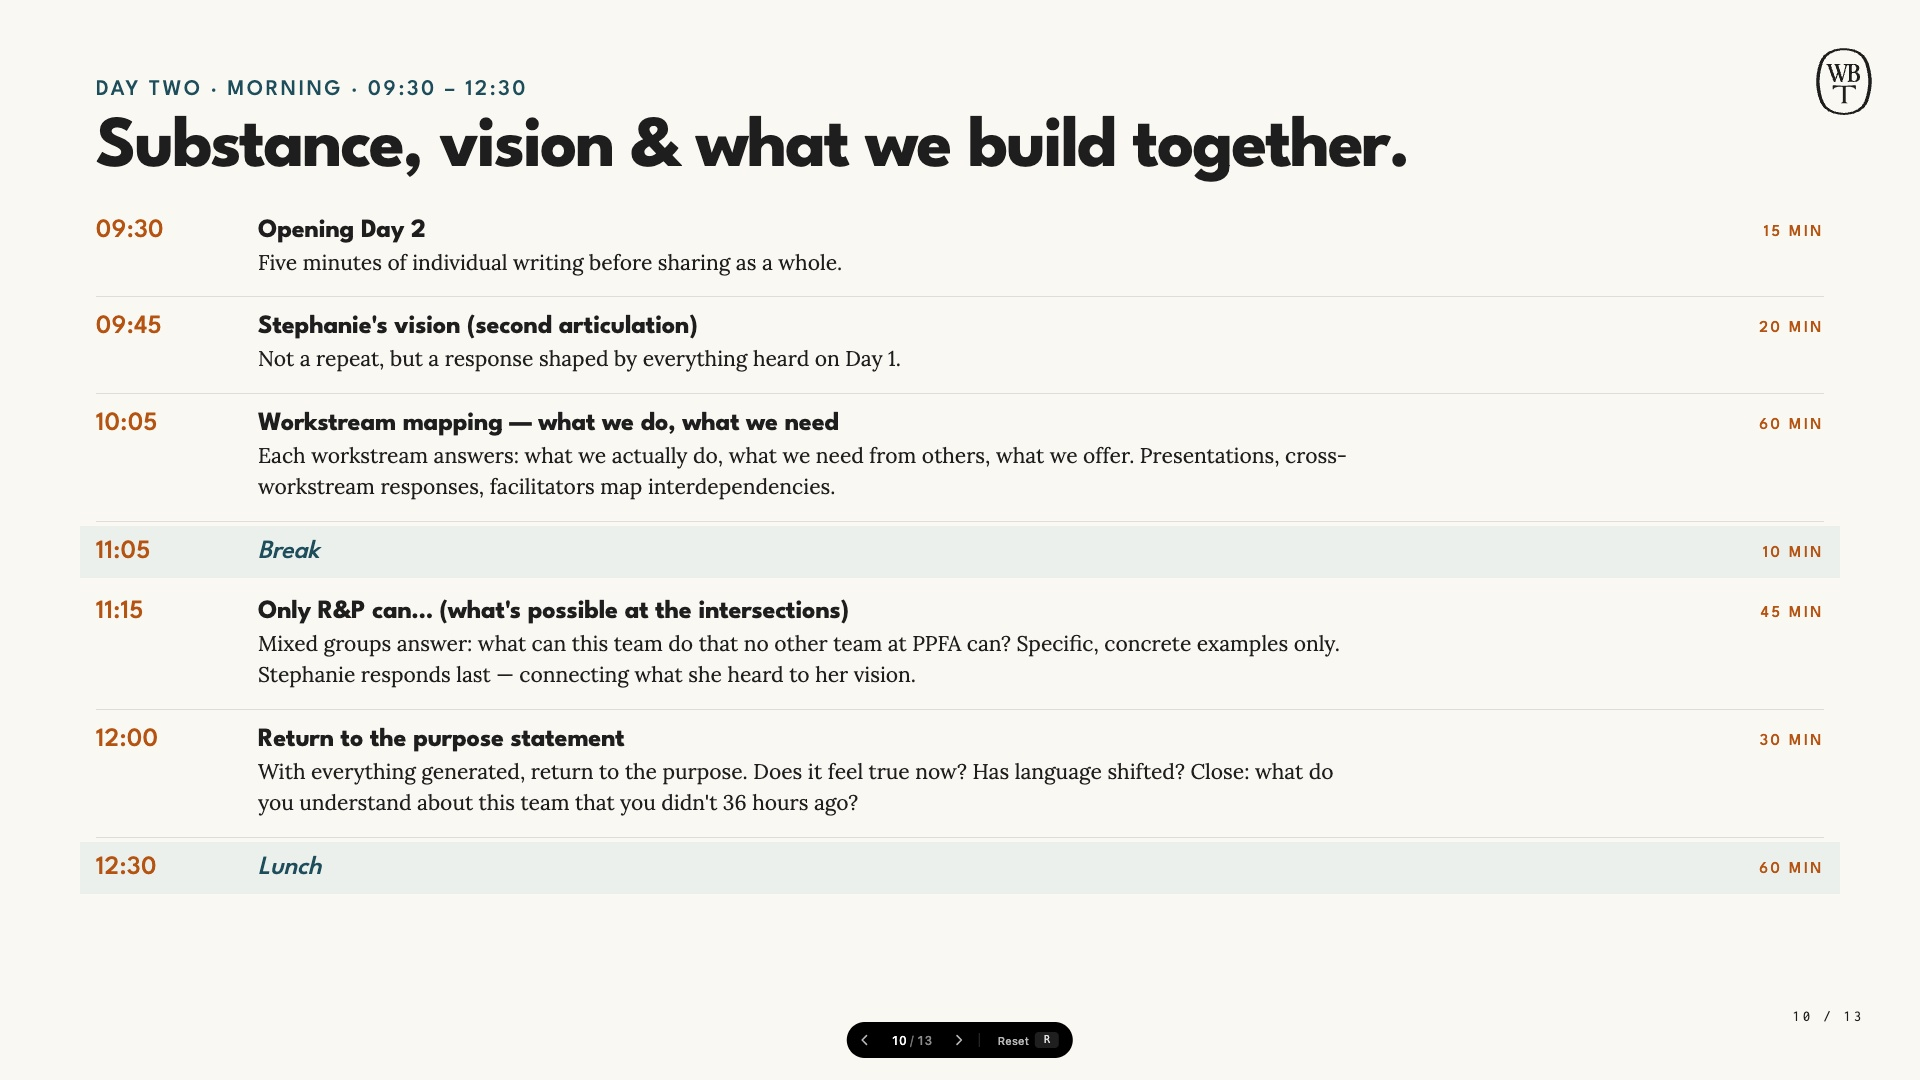 DAY TWO · MORNING · 09:30 – 12:30
WB
T
Substance, vision & what we build together.
09:30
Opening Day 2
15 MIN
Five minutes of individual writing before sharing as a whole.
09:45
Stephanie's vision (second articulation)
20 MIN
Not a repeat, but a response shaped by everything heard on Day 1.
10:05
Workstream mapping — what we do, what we need
60 MIN
Each workstream answers: what we actually do, what we need from others, what we offer. Presentations, cross-
workstream responses, facilitators map interdependencies.
11:05
Break
10 MIN
11:15
Only R&P can... (what's possible at the intersections)
45 MIN
Mixed groups answer: what can this team do that no other team at PPFA can? Specific, concrete examples only.
Stephanie responds last — connecting what she heard to her vision.
12:00
Return to the purpose statement
30 MIN
With everything generated, return to the purpose. Does it feel true now? Has language shifted? Close: what do
you understand about this team that you didn't 36 hours ago?
12:30
Lunch
60 MIN
10 / 13
10 / 13
Reset R